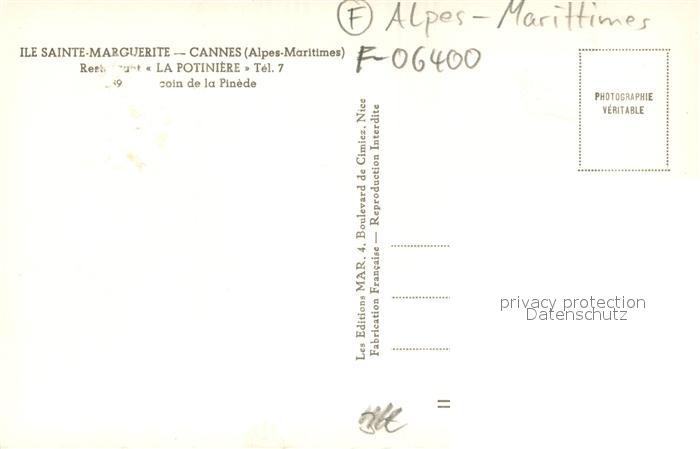 Ⓕ Alpes-Marittimes
F-06400
ILE SAINTE-MARGUERITE — CANNES (Alpes-Maritimes)
« LA POTINIÈRE » Tél. 7
coin de la Pinède
PHOTOGRAPHIE
VÉRITABLE
Les Editions MAR, 4, Boulevard de Cimiez, Nice
Fabrication Française — Reproduction Interdite
privacy protection
Datenschutz